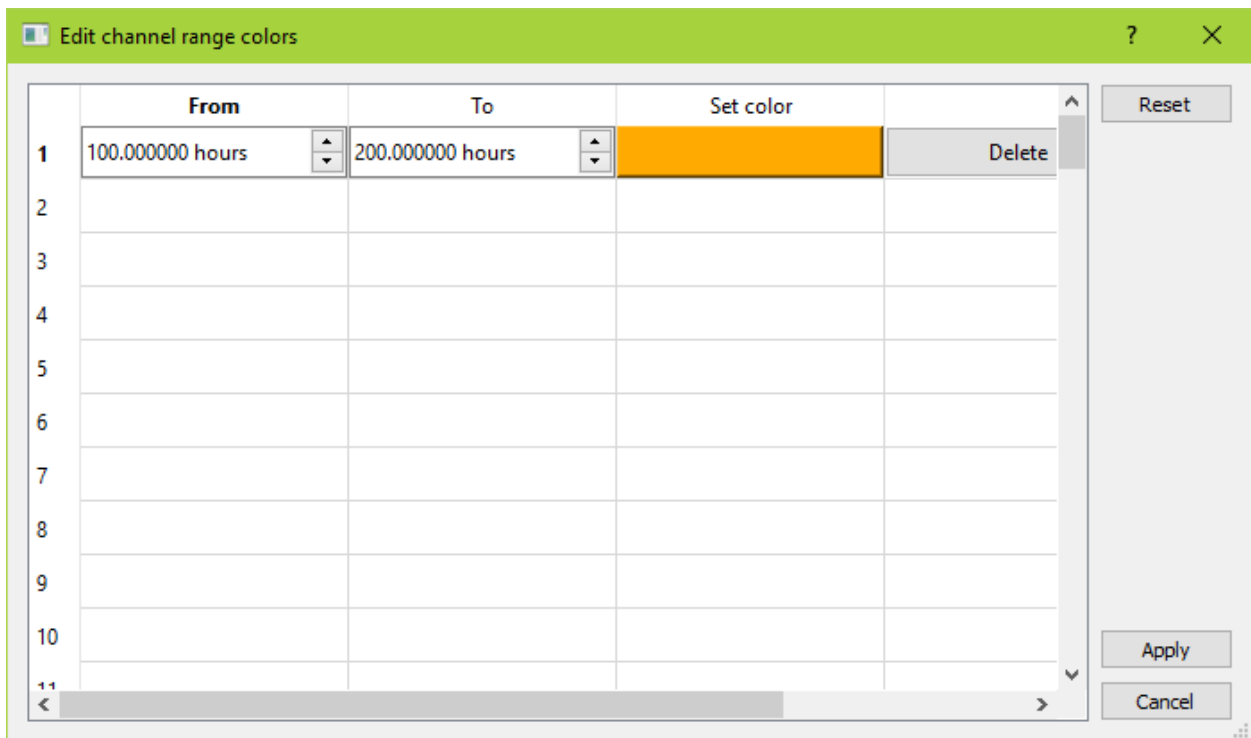 Edit channel range colors ? ×
From To Set color Reset
1 100.000000 hours 200.000000 hours Delete
2
3
4
5
6
7
8
9
10
Apply
11
Cancel